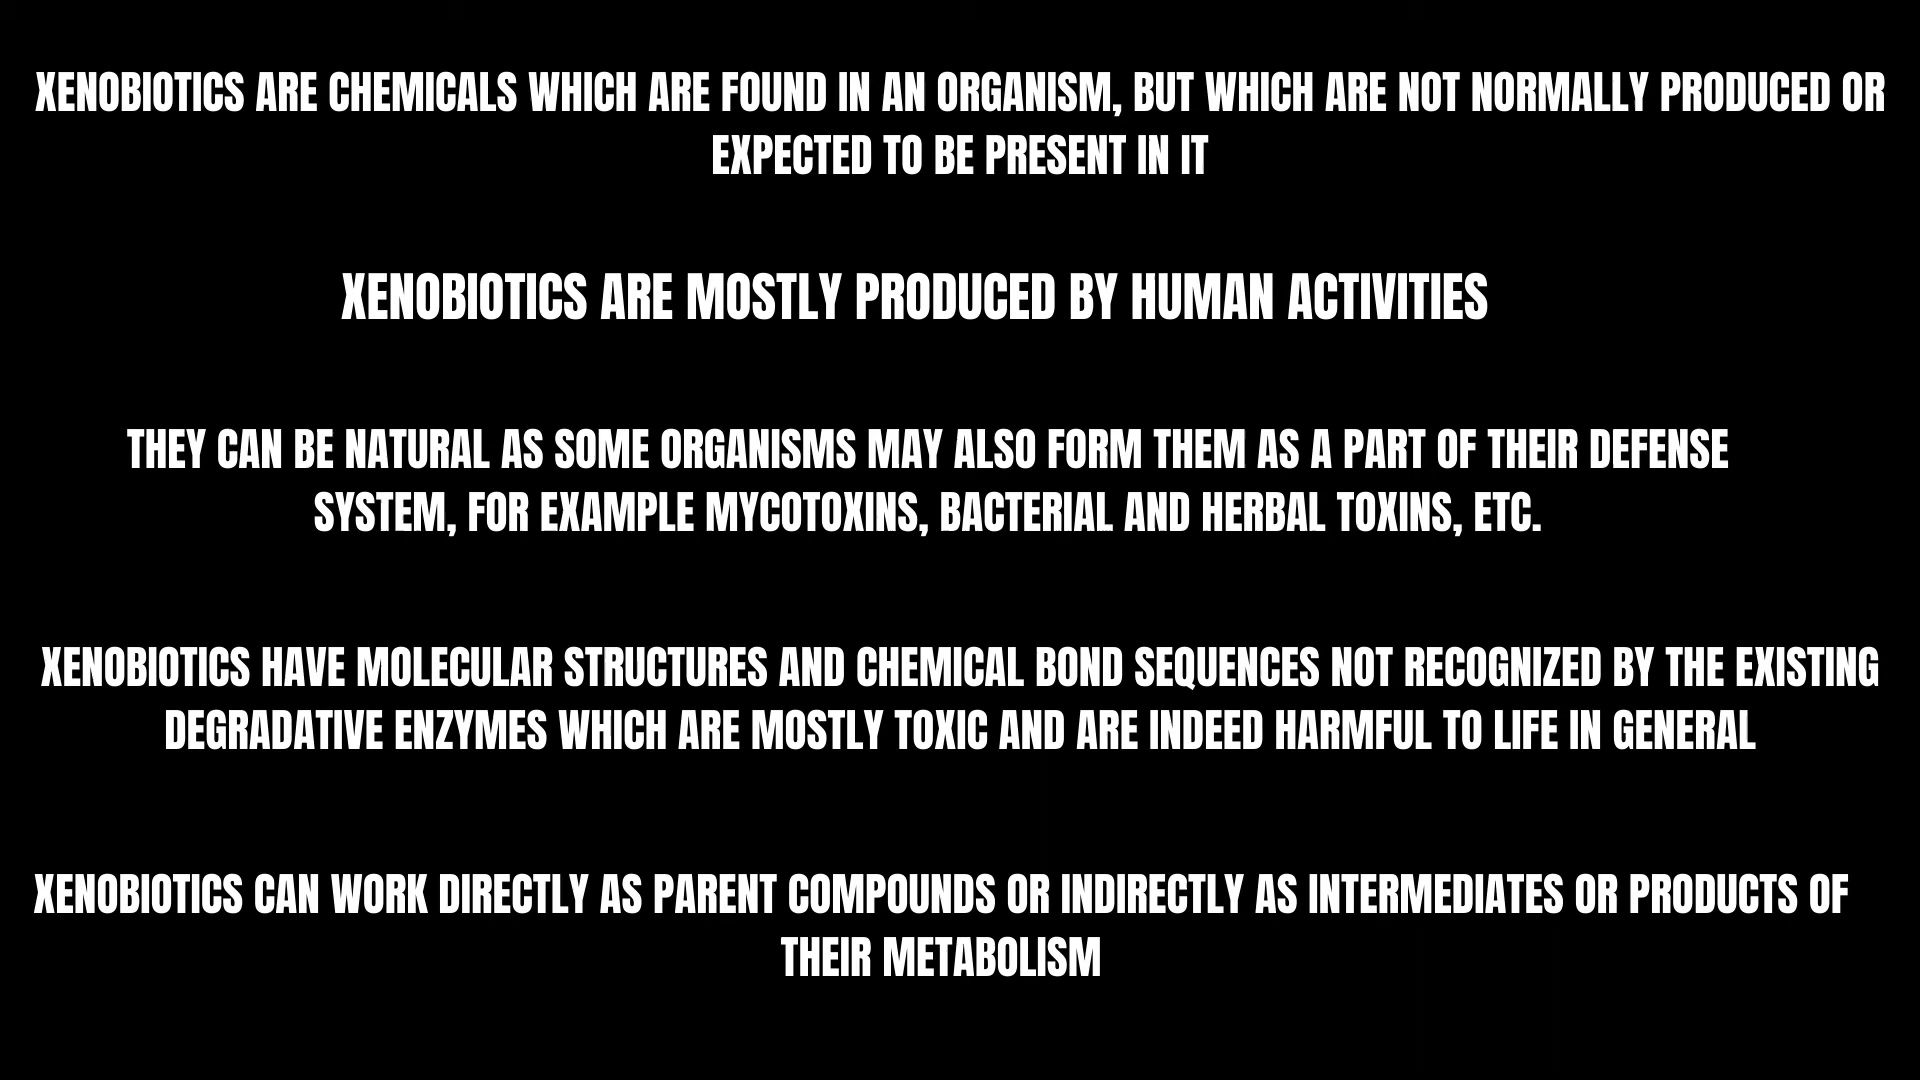 XENOBIOTICS ARE CHEMICALS WHICH ARE FOUND IN AN ORGANISM, BUT WHICH ARE NOT NORMALLY PRODUCED OR
EXPECTED TO BE PRESENT IN IT
XENOBIOTICS ARE MOSTLY PRODUCED BY HUMAN ACTIVITIES
THEY CAN BE NATURAL AS SOME ORGANISMS MAY ALSO FORM THEM AS A PART OF THEIR DEFENSE
SYSTEM, FOR EXAMPLE MYCOTOXINS, BACTERIAL AND HERBAL TOXINS, ETC.
XENOBIOTICS HAVE MOLECULAR STRUCTURES AND CHEMICAL BOND SEQUENCES NOT RECOGNIZED BY THE EXISTING
DEGRADATIVE ENZYMES WHICH ARE MOSTLY TOXIC AND ARE INDEED HARMFUL TO LIFE IN GENERAL
XENOBIOTICS CAN WORK DIRECTLY AS PARENT COMPOUNDS OR INDIRECTLY AS INTERMEDIATES OR PRODUCTS OF
THEIR METABOLISM